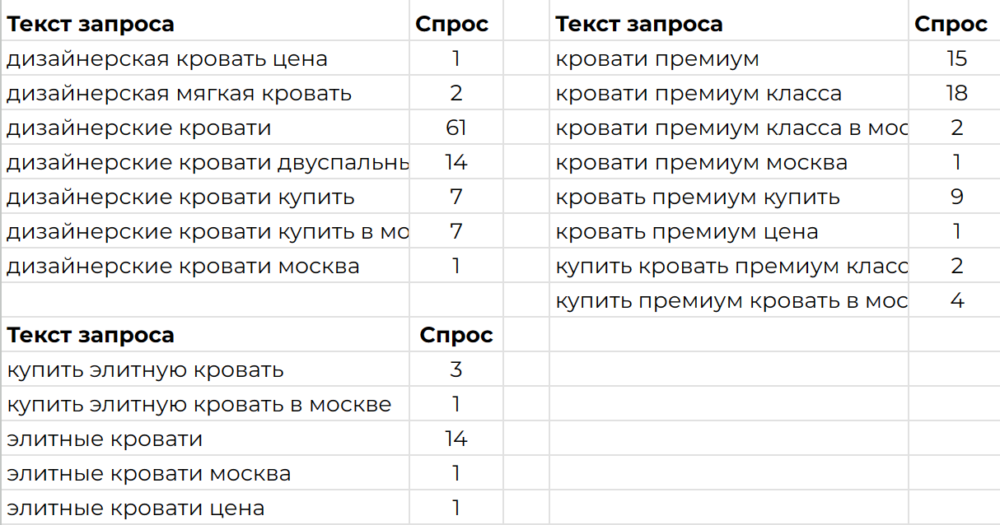 Текст запроса Спрос
дизайнерская кровать цена 1
дизайнерская мягкая кровать 2
дизайнерские кровати 61
дизайнерские кровати двуспальнь 14
дизайнерские кровати купить 7
дизайнерские кровати купить в мо 7
дизайнерские кровати москва 1
Текст запроса Спрос
кровати премиум 15
кровати премиум класса 18
кровати премиум класса в мос 2
кровати премиум москва 1
кровать премиум купить 9
кровать премиум цена 1
купить кровать премиум класс 2
купить премиум кровать в мос 4
Текст запроса Спрос
купить элитную кровать 3
купить элитную кровать в москве 1
элитные кровати 14
элитные кровати москва 1
элитные кровати цена 1